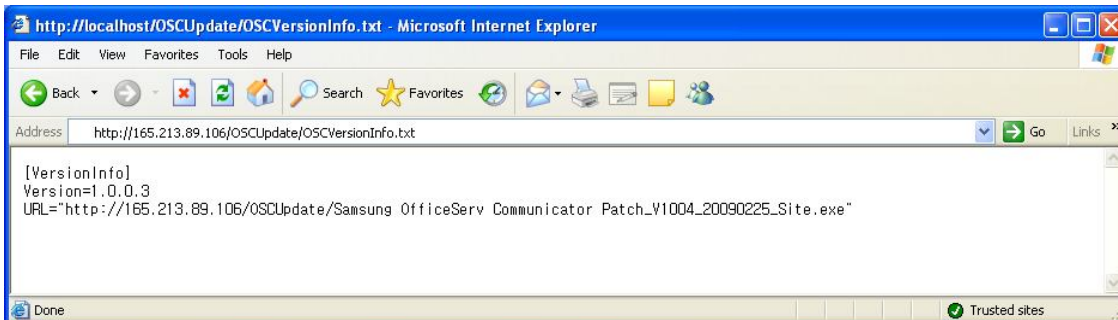 http://localhost/OSCUpdate/OSCVersionInfo.txt - Microsoft Internet Explorer
File Edit View Favorites Tools Help
Back Search Favorites
Address http://165.213.89.106/OSCUpdate/OSCVersionInfo.txt Go Links »
[VersionInfo]
Version=1.0.0.3
URL="http://165.213.89.106/OSCUpdate/Samsung OfficeServ Communicator Patch_V1004_20090225_Site.exe"
Done Trusted sites